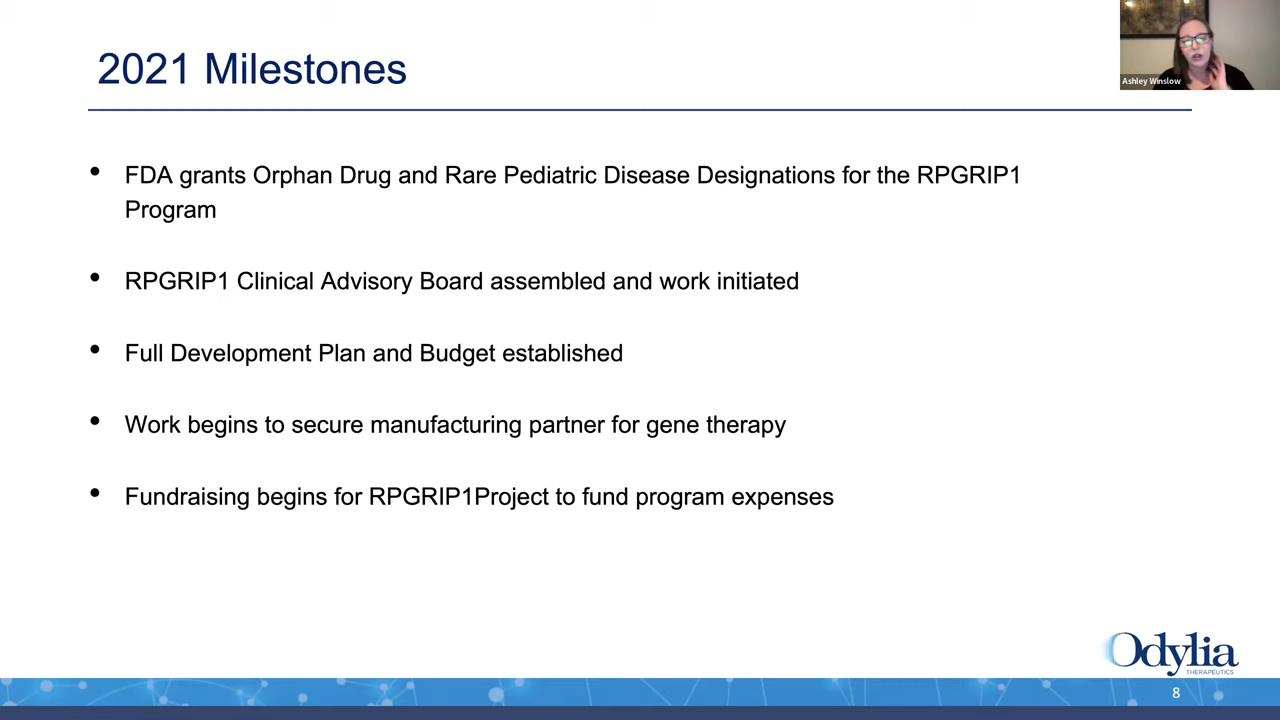 2021 Milestones
Ashley Winslow
• FDA grants Orphan Drug and Rare Pediatric Disease Designations for the RPGRIP1
Program
• RPGRIP1 Clinical Advisory Board assembled and work initiated
• Full Development Plan and Budget established
• Work begins to secure manufacturing partner for gene therapy
• Fundraising begins for RPGRIP1Project to fund program expenses
Odylia
THERAPEUTICS
8